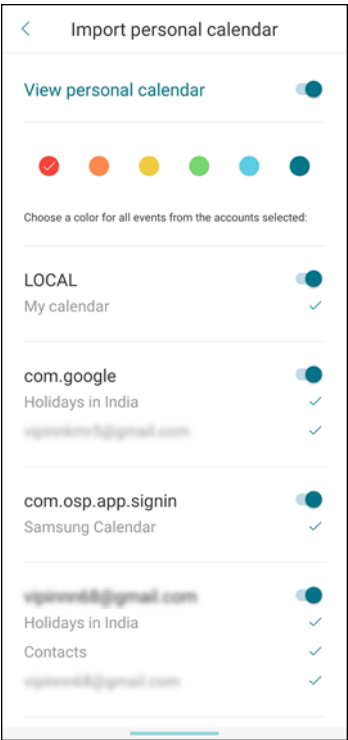 Import personal calendar
View personal calendar
Choose a color for all events from the accounts selected:
LOCAL
My calendar
com.google
Holidays in India
com.osp.app.signin
Samsung Calendar
Holidays in India
Contacts